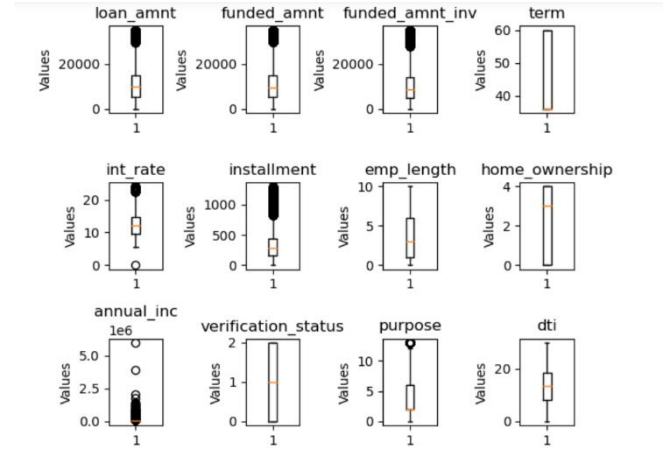 loan_amnt funded_amnt funded_amnt_inv term
Values 20000 0 1 Values 20000 0 1 Values 20000 0 1 Values 60 50 40 1
int_rate installment emp_length home_ownership
Values 20 10 0 1 Values 1000 500 0 1 Values 10 5 0 1 Values 4 2 0 1
annual_inc verification_status purpose dti
1e6
Values 5.0 2.5 0.0 1 Values 2 1 0 1 Values 10 5 0 1 Values 20 0 1